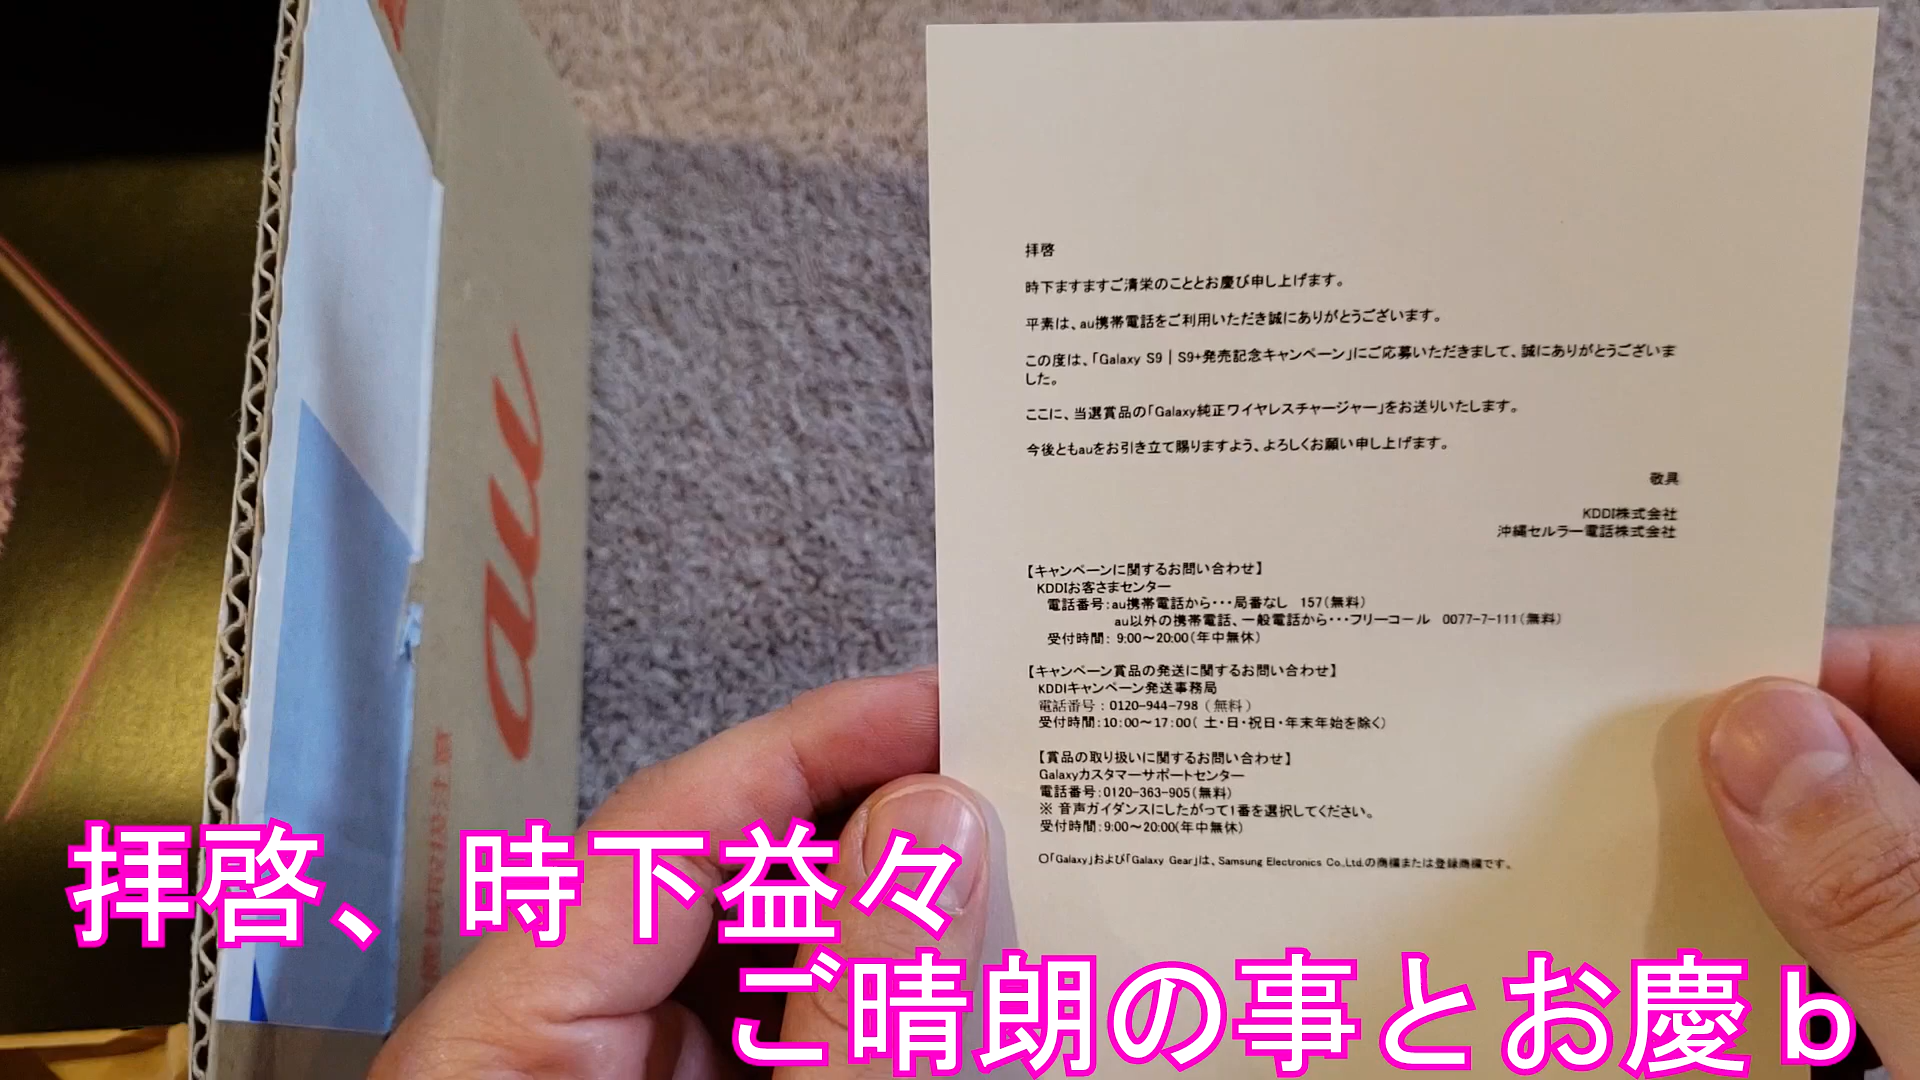 au
拝啓
時下ますますご清栄のこととお慶び申し上げます。
平素は、au携帯電話をご利用いただき誠にありがとうございます。
この度は、「Galaxy S9 | S9+発売記念キャンペーン」にご応募いただきまして、誠にありがとうございま
した。
ここに、当選賞品の「Galaxy純正ワイヤレスチャージャー」をお送りいたします。
今後ともauをお引き立て賜りますよう、よろしくお願い申し上げます。
敬具
KDDI株式会社
沖縄セルラー電話株式会社
【キャンペーンに関するお問い合わせ】
KDDIお客さまセンター
電話番号：au携帯電話から・・・局番なし 157（無料）
au以外の携帯電話、一般電話から・・・フリーコール 0077-7-111（無料）
受付時間： 9:00～20:00（年中無休）
【キャンペーン賞品の発送に関するお問い合わせ】
KDDIキャンペーン発送事務局
電話番号：0120-944-798（無料）
受付時間：10:00～17:00（ 土・日・祝日・年末年始を除く）
【賞品の取り扱いに関するお問い合わせ】
Galaxyカスタマーサポートセンター
電話番号：0120-363-905（無料）
※ 音声ガイダンスにしたがって1番を選択してください。
受付時間：9:00～20:00（年中無休）
○「Galaxy」および「Galaxy Gear」は、Samsung Electronics Co.,Ltd.の商標または登録商標です。
拝啓、時下益々
ご晴朗の事とお慶ｂ